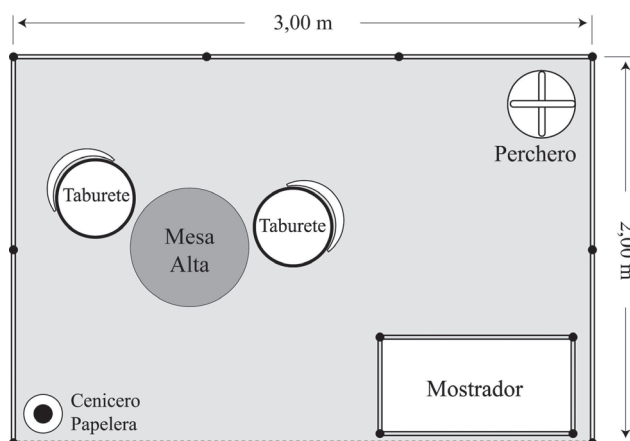 3,00 m
Perchero
Taburete
Taburete
Mesa
Alta
2,00 m
Mostrador
Cenicero
Papelera